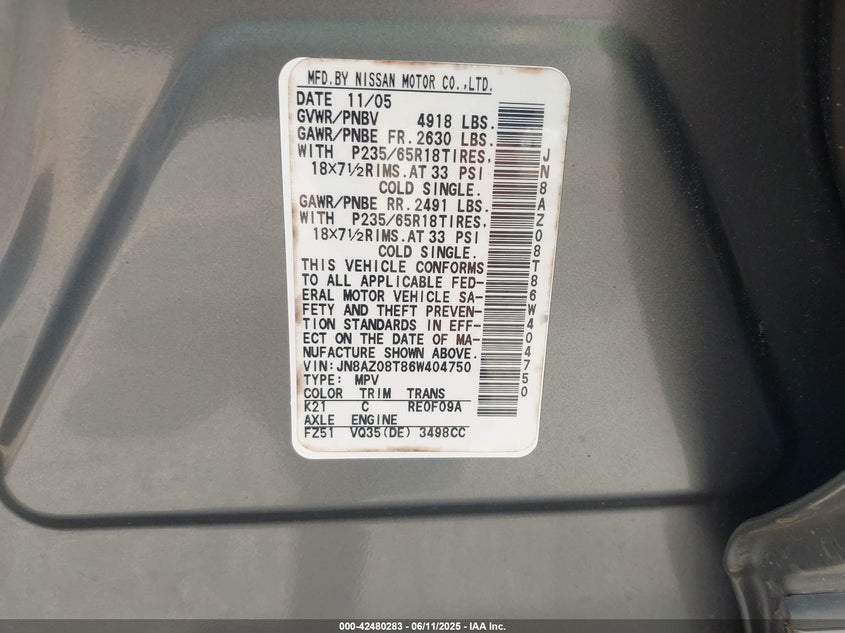 MFD.BY NISSAN MOTOR CO.,LTD.
DATE 11/05
GVWR/PNBV 4918 LBS.
GAWR/PNBE FR.2630 LBS.
WITH P235/65R18TIRES,
18X7½RIMS.AT 33 PSI
COLD SINGLE.
GAWR/PNBE RR.2491 LBS.
WITH P235/65R18TIRES,
18X7½RIMS.AT 33 PSI
COLD SINGLE.
THIS VEHICLE CONFORMS
TO ALL APPLICABLE FED-
ERAL MOTOR VEHICLE SA-
FETY AND THEFT PREVEN-
TION STANDARDS IN EFF-
ECT ON THE DATE OF MA-
NUFACTURE SHOWN ABOVE.
VIN:JN8AZ08T86W404750
TYPE: MPV
COLOR TRIM TRANS
K21 C RE0F09A
AXLE ENGINE
FZ51 VQ35(DE) 3498CC
JN8AZ08T86W404750
000-42480283 - 06/11/2025 - IAA Inc.